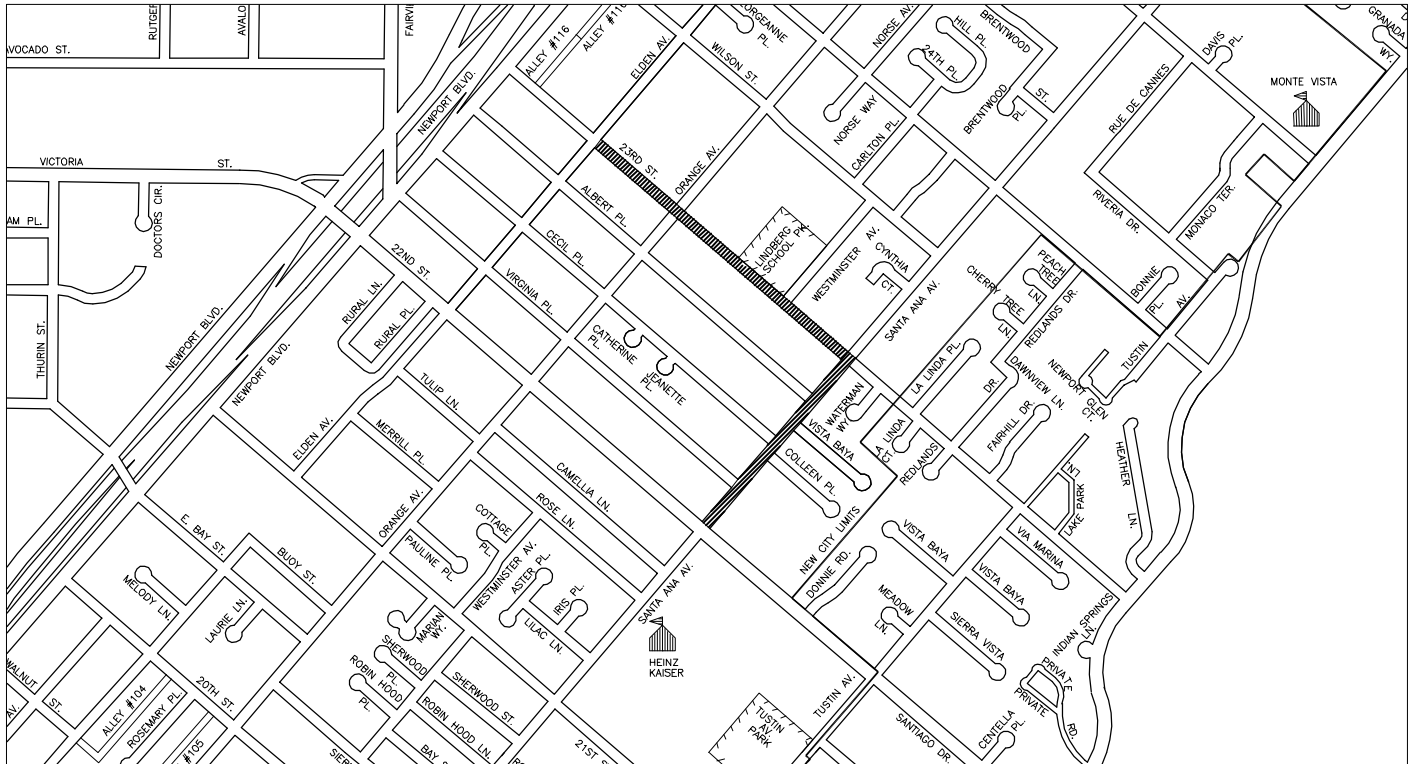 AVOCADO ST.
RUTGER
AVALO
FAIRVI
ALLEY #116
ALLEY #116
ELDEN AV.
ORGEANNE
PL.
WILSON ST.
NORSE AV.
HILL PL.
24TH PL.
BRENTWOOD
ST.
BRENTWOOD
PL.
DAVIS
PL.
GRANADA
WY.
MONTE VISTA
NEWPORT BLVD.
NORSE WAY
CARLTON PL.
RUE DE CANNES
RIVERIA DR.
MONACO TER.
VICTORIA
ST.
23RD ST.
ORANGE AV.
ALBERT PL.
CECIL PL.
VIRGINIA PL.
22ND ST.
AM PL.
DOCTORS CIR.
THURIN ST.
NEWPORT BLVD.
NEWPORT BLVD.
LINDBERG
SCHOOL PK.
WESTMINSTER AV.
CYNTHIA
CT.
SANTA ANA AV.
CHERRY
TREE
LN.
PEACH
TREE
LN.
REDLANDS DR.
BONNIE
PL.
TUSTIN
AV.
RURAL LN.
RURAL PL.
CATHERINE
PL.
JEANETTE
PL.
LA LINDA PL.
DAWNVIEW LN.
NEWPORT GLEN
CT.
WATERMAN
WY.
VISTA BAYA
LA LINDA
CT.
REDLANDS
DR.
FAIRHILL DR.
COLLEEN PL.
HEATHER
LN.
LAKE PARK
LN.
ELDEN AV.
TULIP LN.
MERRILL PL.
CAMELLIA LN.
ROSE LN.
ORANGE AV.
COTTAGE
PL.
PAULINE PL.
WESTMINSTER AV.
ASTER PL.
IRIS PL.
LILAC LN.
SANTA ANA AV.
HEINZ
KAISER
NEW CITY LIMITS
DONNIE RD.
MEADOW
LN.
VISTA BAYA
VIA MARINA
VISTA BAYA
SIERRA VISTA
INDIAN SPRINGS
LN.
PRIVATE
PRIVATE
RD.
CENTELLA
PL.
SANTIAGO DR.
TUSTIN AV.
TUSTIN
AV.
PARK
E. BAY ST.
BUOY ST.
MELODY LN.
LAURIE LN.
MARIAN
WY.
SHERWOOD
PL.
ROBIN HOOD
PL.
SHERWOOD ST.
ROBIN HOOD LN.
BAY S
21ST S
20TH ST.
WALNUT
ST.
AV.
ALLEY #104
ROSEMARY PL.
#105
SIER